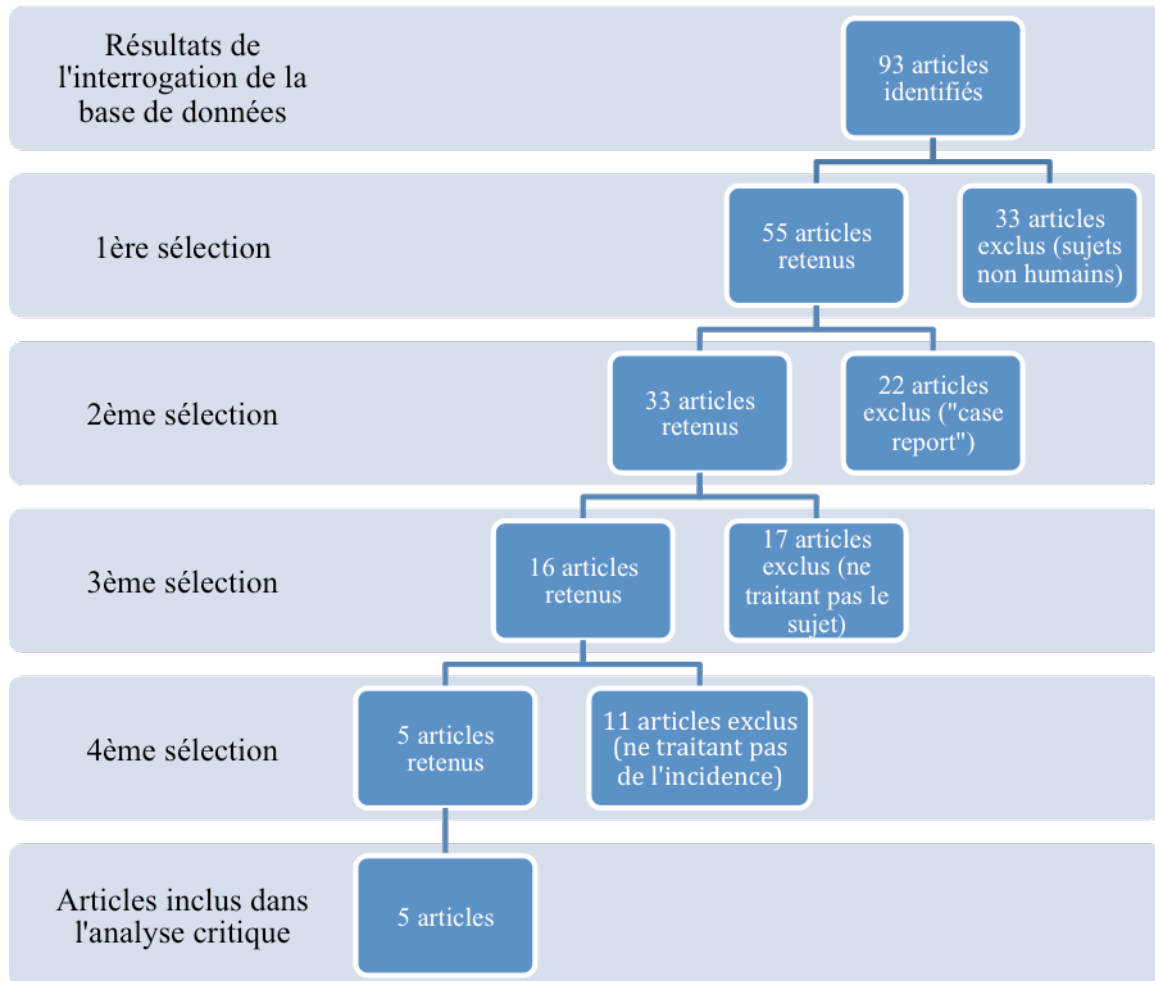 Résultats de
l'interrogation de la
base de données
93 articles
identifiés
1ère sélection
55 articles
retenus
33 articles
exclus (sujets
non humains)
2ème sélection
33 articles
retenus
22 articles
exclus ("case
report")
3ème sélection
16 articles
retenus
17 articles
exclus (ne
traitant pas le
sujet)
4ème sélection
5 articles
retenus
11 articles exclus
(ne traitant pas
de l'incidence)
Articles inclus dans
l'analyse critique
5 articles